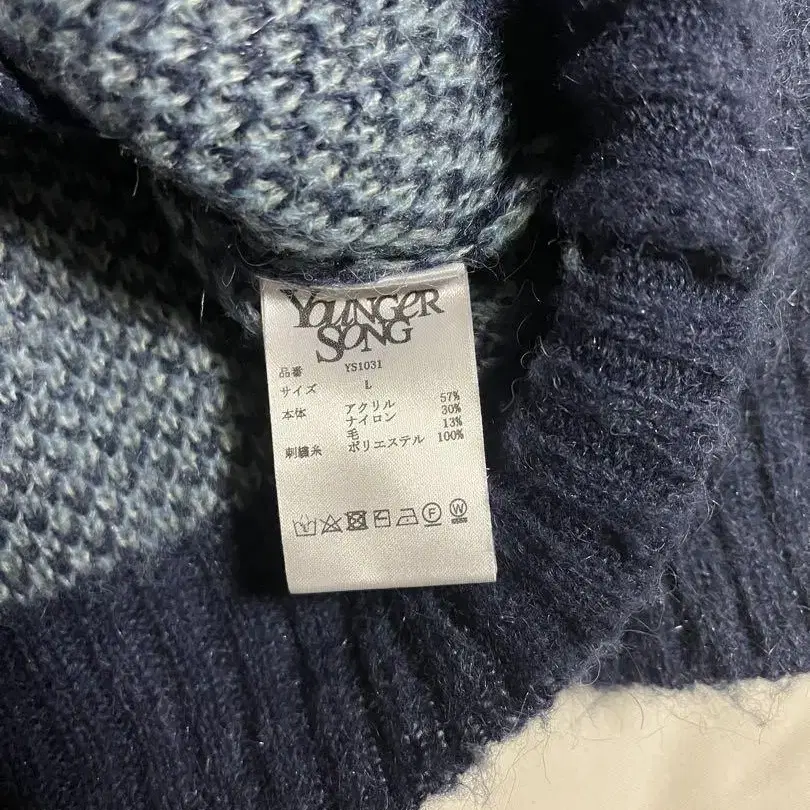 YOUNGER
SONG
品番 YS1031
サイズ L
本体 アクリル 57%
ナイロン 30%
毛 13%
刺繍糸 ポリエステル 100%
F W